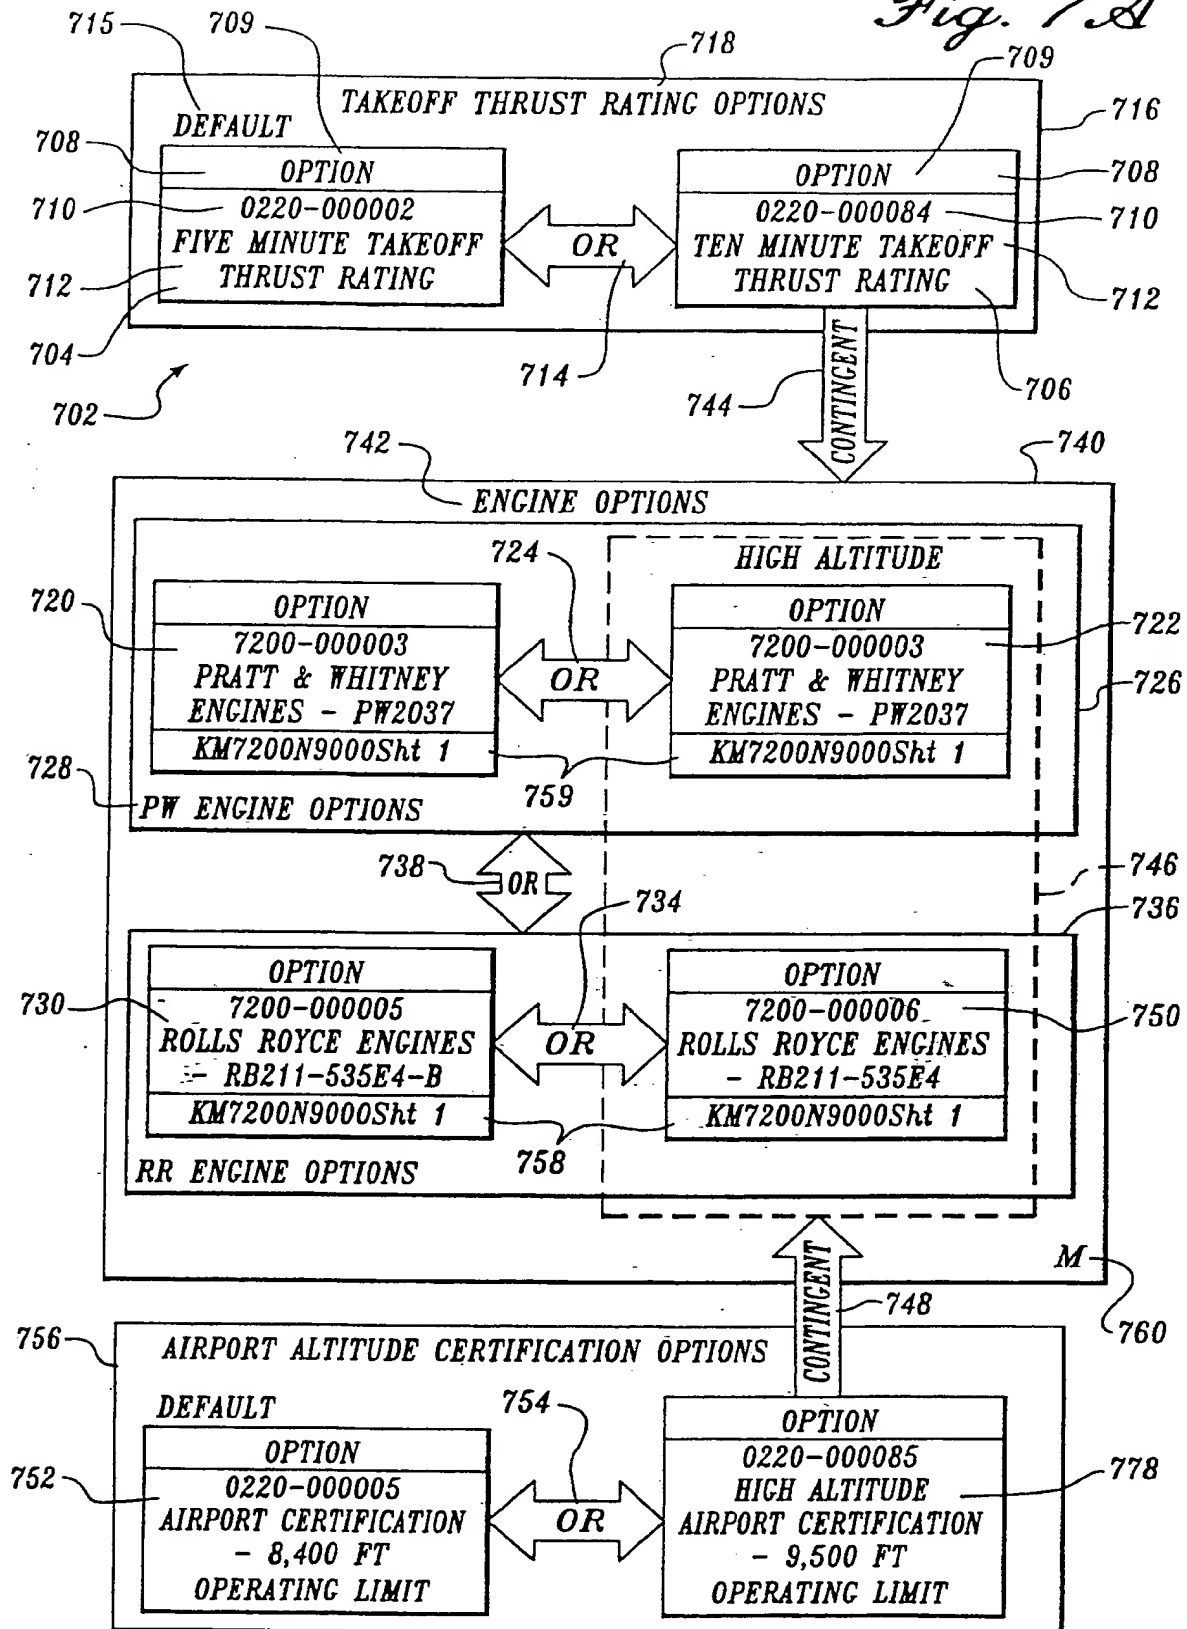 Fig. 7A
715
709
718
709
TAKEOFF THRUST RATING OPTIONS
716
DEFAULT
708
OPTION
OPTION
708
710
0220-000002
0220-000084
710
FIVE MINUTE TAKEOFF
THRUST RATING
OR
TEN MINUTE TAKEOFF
THRUST RATING
712
712
704
714
706
702
744
CONTINGENT
742
740
ENGINE OPTIONS
724
HIGH ALTITUDE
720
OPTION
7200-000003
PRATT & WHITNEY
ENGINES - PW2037
KM7200N9000Sht 1
OR
OPTION
7200-000003
PRATT & WHITNEY
ENGINES - PW2037
KM7200N9000Sht 1
722
726
728
759
PW ENGINE OPTIONS
738
OR
734
746
736
730
OPTION
7200-000005
ROLLS ROYCE ENGINES
- RB211-535E4-B
KM7200N9000Sht 1
OR
OPTION
7200-000006
ROLLS ROYCE ENGINES
- RB211-535E4
KM7200N9000Sht 1
750
758
RR ENGINE OPTIONS
M
CONTINGENT
748
760
756
AIRPORT ALTITUDE CERTIFICATION OPTIONS
DEFAULT
754
752
OPTION
0220-000005
AIRPORT CERTIFICATION
- 8,400 FT
OPERATING LIMIT
OR
OPTION
0220-000085
HIGH ALTITUDE
AIRPORT CERTIFICATION
- 9,500 FT
OPERATING LIMIT
778